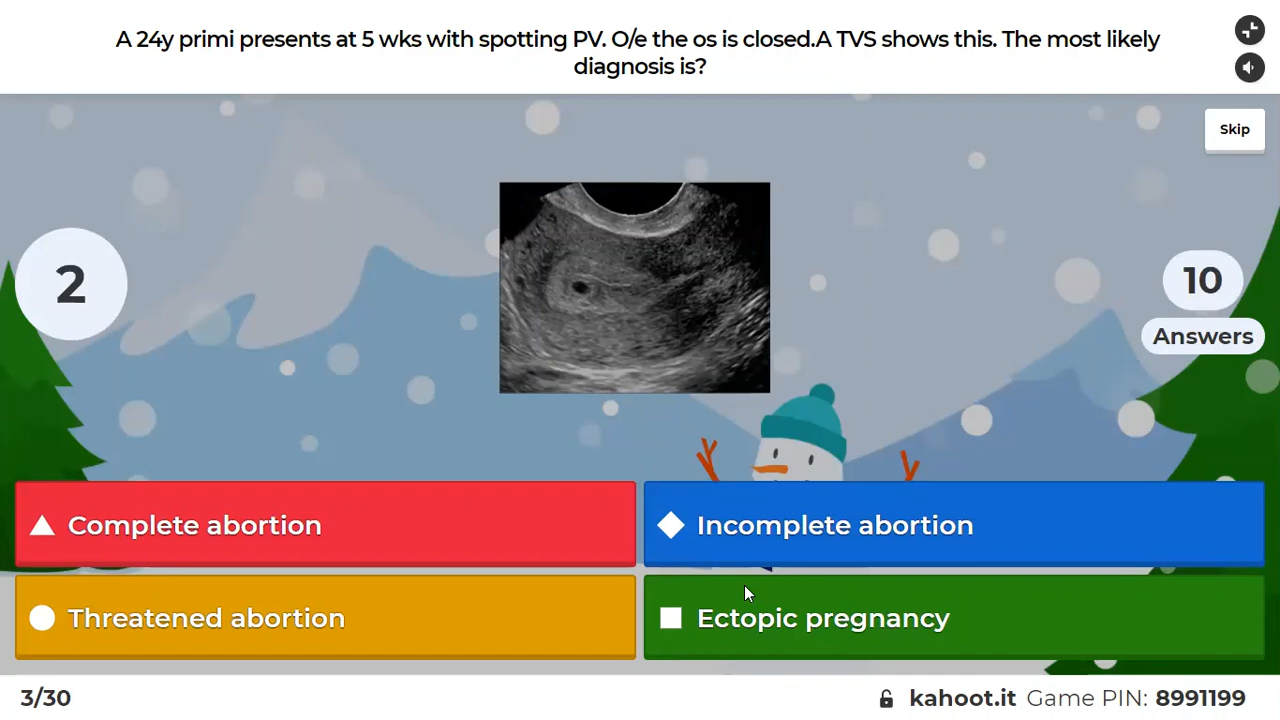 A 24y primi presents at 5 wks with spotting PV. O/e the os is closed.A TVS shows this. The most likely
diagnosis is?
Skip
2
10
Answers
Complete abortion
Incomplete abortion
Threatened abortion
Ectopic pregnancy
3/30
kahoot.it Game PIN: 8991199